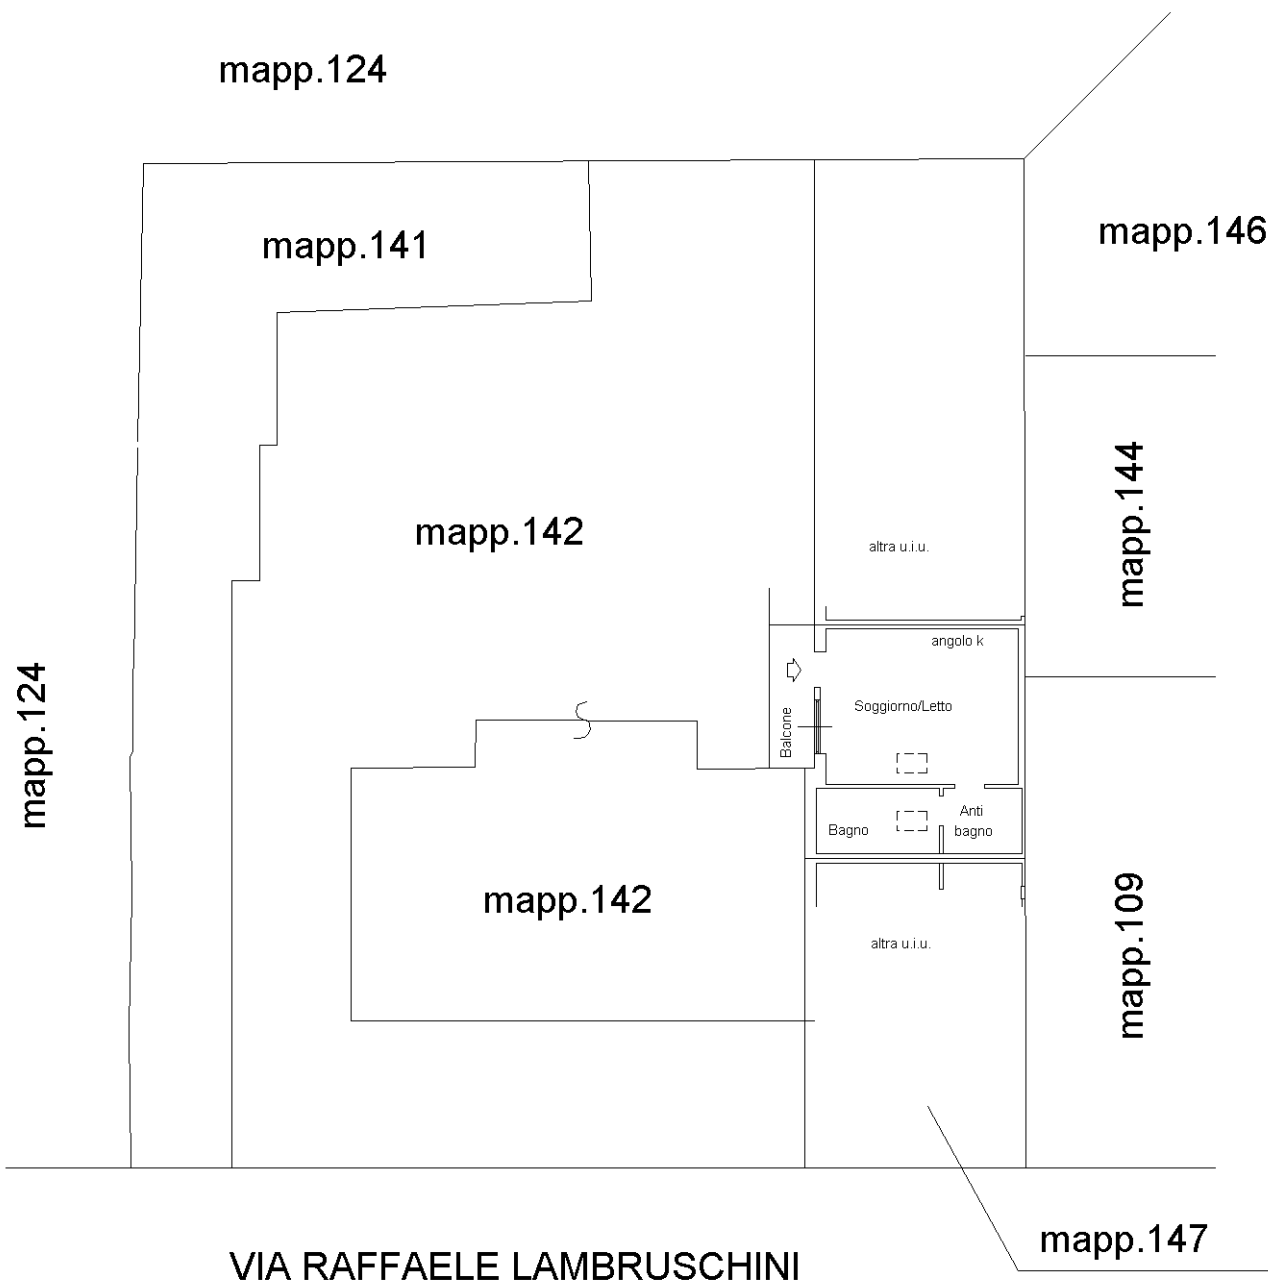 mapp.124
mapp.141
mapp.146
mapp.142
mapp.144
altra u.i.u.
angolo k
Soggiorno/Letto
Balcone
mapp.124
Anti
bagno
Bagno
mapp.142
mapp.109
altra u.i.u.
mapp.147
VIA RAFFAELE LAMBRUSCHINI